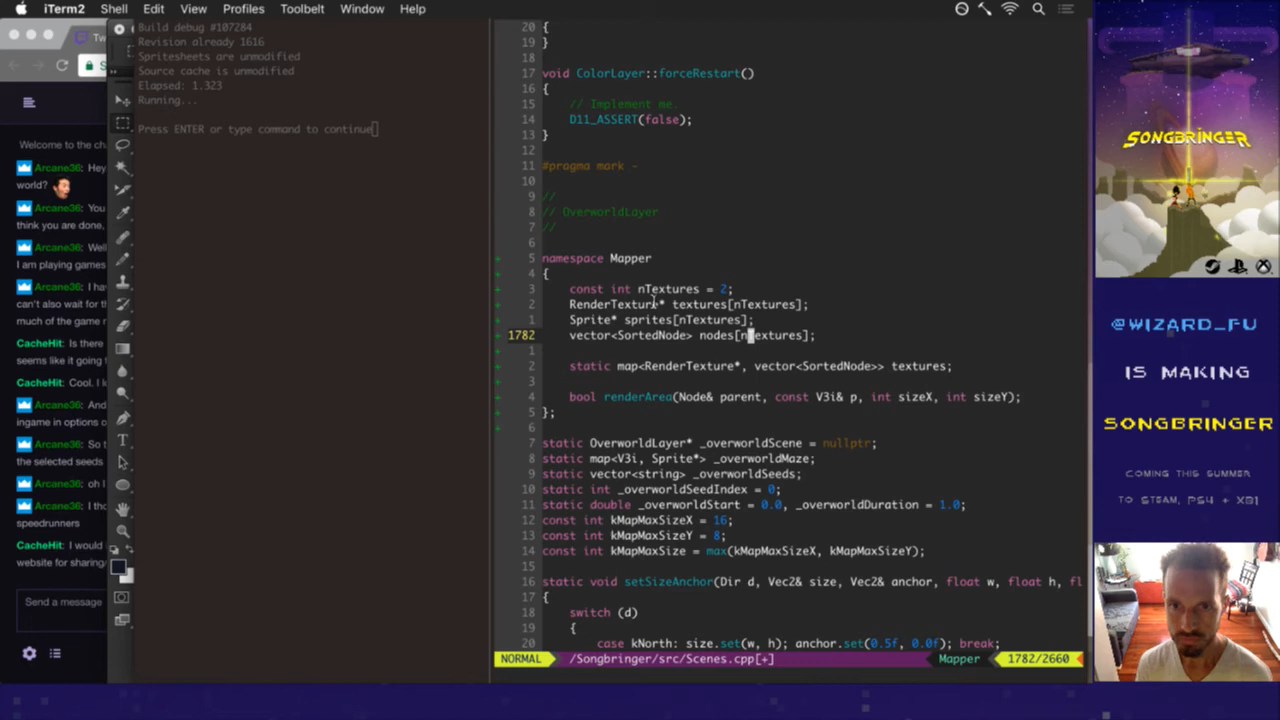 iTerm2 Shell Edit View Profiles Toolbelt Window Help
Tw
S
Welcome to the ch
Arcane36: Hey
world?
Arcane36: You
think you are done,
Arcane36: Well
I am playing games
Arcane36: I ha
can't also wait for th
much of the game r
CacheHit: Is there
seems like it going t
CacheHit: Cool. I l
Arcane36: And
ingame in options o
Arcane36: So t
the selected seeds
Arcane36: oh I
Arcane36: I tho
speedrunners
CacheHit: I would
website for sharing/
Send a message
Build debug #107284
Revision already 1616
Spritesheets are unmodified
Source cache is unmodified
Elapsed: 1.323
Running...
Press ENTER or type command to continue
20 {
19 }
18
17 void ColorLayer::forceRestart()
16 {
15 // Implement me.
14 D11_ASSERT(false);
13 }
12
11 #pragma mark -
10
9 //
8 // OverworldLayer
7 //
6
+ 5 namespace Mapper
+ 4 {
+ 3 const int nTextures = 2;
+ 2 RenderTexture* textures[nTextures];
+ 1 Sprite* sprites[nTextures];
+ 1782 vector<SortedNode> nodes[nTextures];
+ 1
+ 2 static map<RenderTexture*, vector<SortedNode>> textures;
+ 3
+ 4 bool renderArea(Node& parent, const V3i& p, int sizeX, int sizeY);
+ 5 };
+ 6
7 static OverworldLayer* _overworldScene = nullptr;
8 static map<V3i, Sprite*> _overworldMaze;
9 static vector<string> _overworldSeeds;
10 static int _overworldSeedIndex = 0;
11 static double _overworldStart = 0.0, _overworldDuration = 1.0;
12 const int kMapMaxSizeX = 16;
13 const int kMapMaxSizeY = 8;
14 const int kMapMaxSize = max(kMapMaxSizeX, kMapMaxSizeY);
15
16 static void setSizeAnchor(Dir d, Vec2& size, Vec2& anchor, float w, float h, fl
17 {
18 switch (d)
19 {
20 case kNorth: size.set(w, h); anchor.set(0.5f, 0.0f); break;
NORMAL /Songbringer/src/Scenes.cpp[+] Mapper 1782/2660
SONGBRINGER
@WIZARD_FU
IS MAKING
SONGBRINGER
COMING THIS SUMMER
TO STEAM, PS4 + XB1